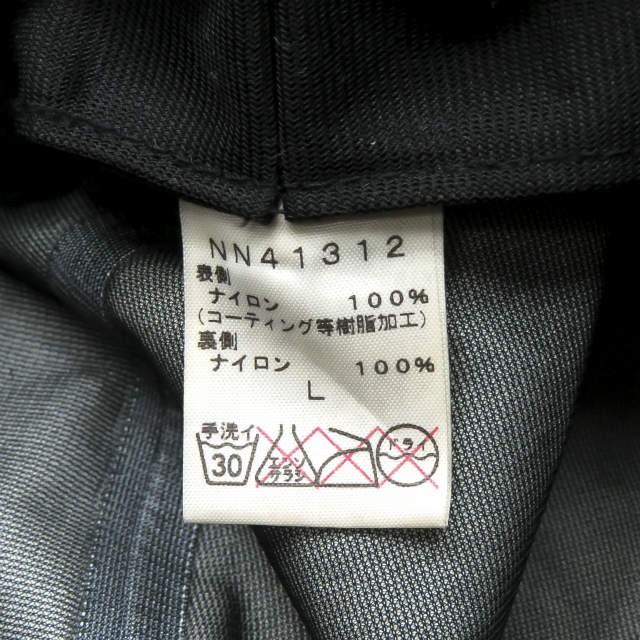 NN41312
表側
ナイロン 100%
(コーティング等樹脂加工)
裏側
ナイロン 100%
L
手洗イ
30
エンソ
サラシ
ドライ